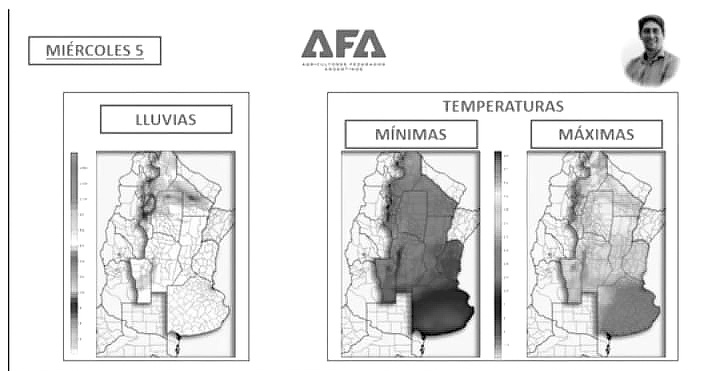 MIÉRCOLES 5
AFA
AGRICULTORES FEDERADOS
ARGENTINOS
LLUVIAS
TEMPERATURAS
MÍNIMAS
MÁXIMAS